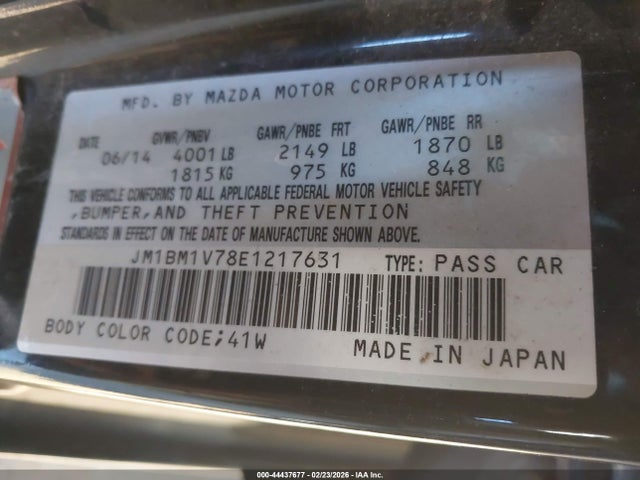 MFD. BY MAZDA MOTOR CORPORATION
DATE GVWR/PNBV GAWR/PNBE FRT GAWR/PNBE RR
06/14 4001 LB 2149 LB 1870 LB
1815 KG 975 KG 848 KG
THIS VEHICLE CONFORMS TO ALL APPLICABLE FEDERAL MOTOR VEHICLE SAFETY
,BUMPER,AND THEFT PREVENTION
STANDARDS IN EFFECT ON THE DATE OF MANUFACTURE SHOWN ABOVE.
JM1BM1V78E1217631 TYPE: PASS CAR
BODY COLOR CODE;41W
MADE IN JAPAN
000-44437677 - 02/23/2026 - IAA Inc.